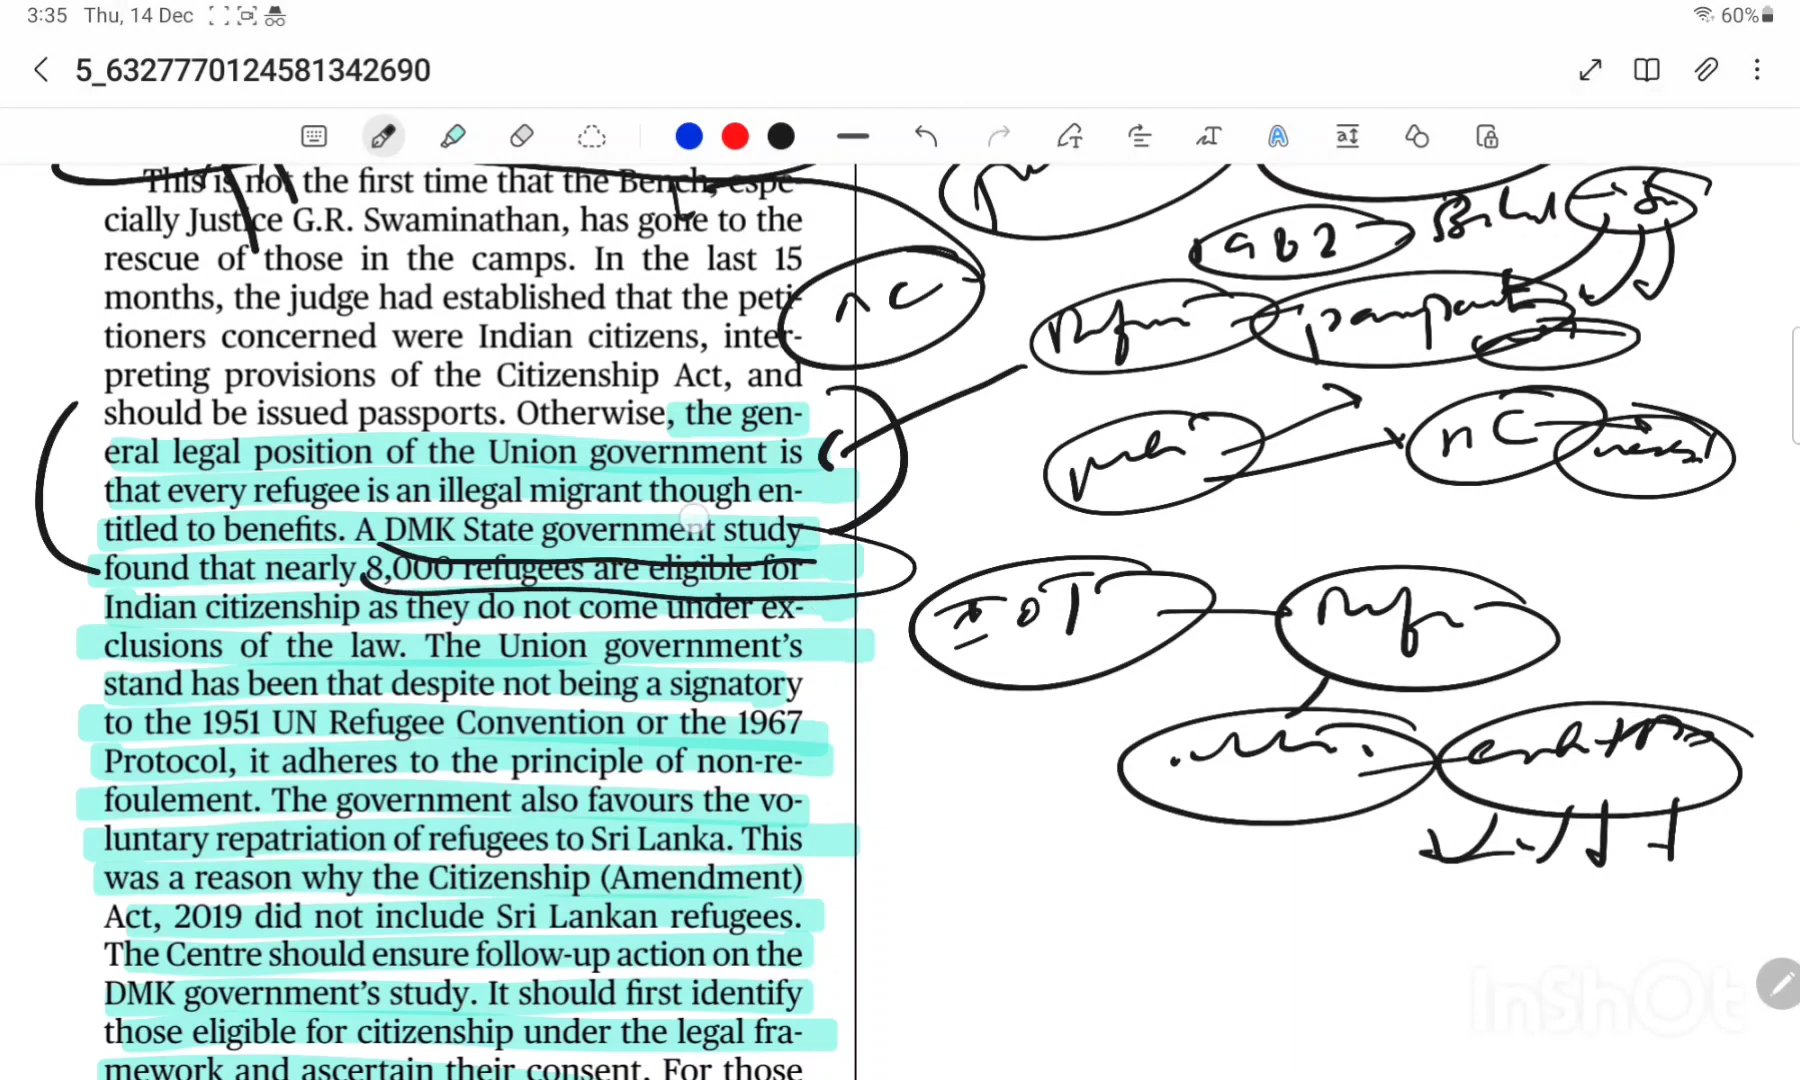 3:35 Thu, 14 Dec
60%
5_6327770124581342690
This is not the first time that the Bench, espe-
cially Justice G.R. Swaminathan, has gone to the
rescue of those in the camps. In the last 15
months, the judge had established that the peti-
tioners concerned were Indian citizens, inter-
preting provisions of the Citizenship Act, and
should be issued passports. Otherwise, the gen-
eral legal position of the Union government is
that every refugee is an illegal migrant though en-
titled to benefits. A DMK State government study
found that nearly 8,000 refugees are eligible for
Indian citizenship as they do not come under ex-
clusions of the law. The Union government's
stand has been that despite not being a signatory
to the 1951 UN Refugee Convention or the 1967
Protocol, it adheres to the principle of non-re-
foulement. The government also favours the vo-
luntary repatriation of refugees to Sri Lanka. This
was a reason why the Citizenship (Amendment)
Act, 2019 did not include Sri Lankan refugees.
The Centre should ensure follow-up action on the
DMK government's study. It should first identify
those eligible for citizenship under the legal fra-
mework and ascertain their consent. For those
1982
nC
nC
InShOt